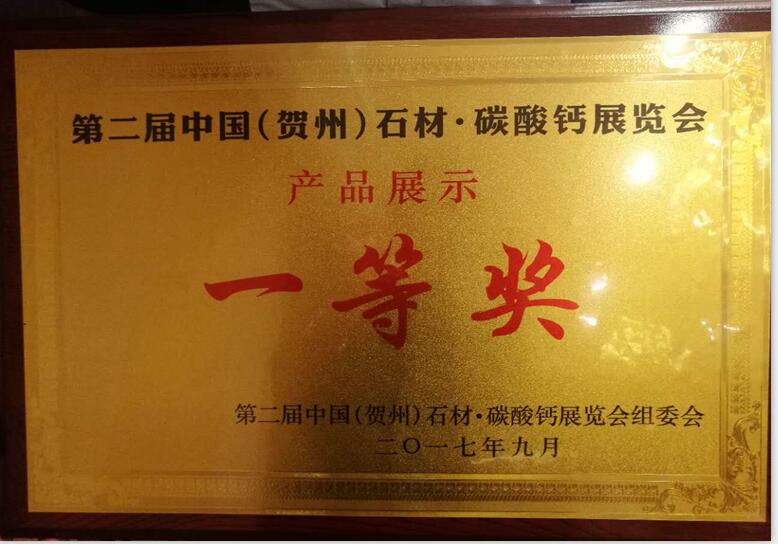 第二届中国(贺州)石材·碳酸钙展览会
产品展示
一等奖
第二届中国(贺州)石材·碳酸钙展览会组委会
二〇一七年九月